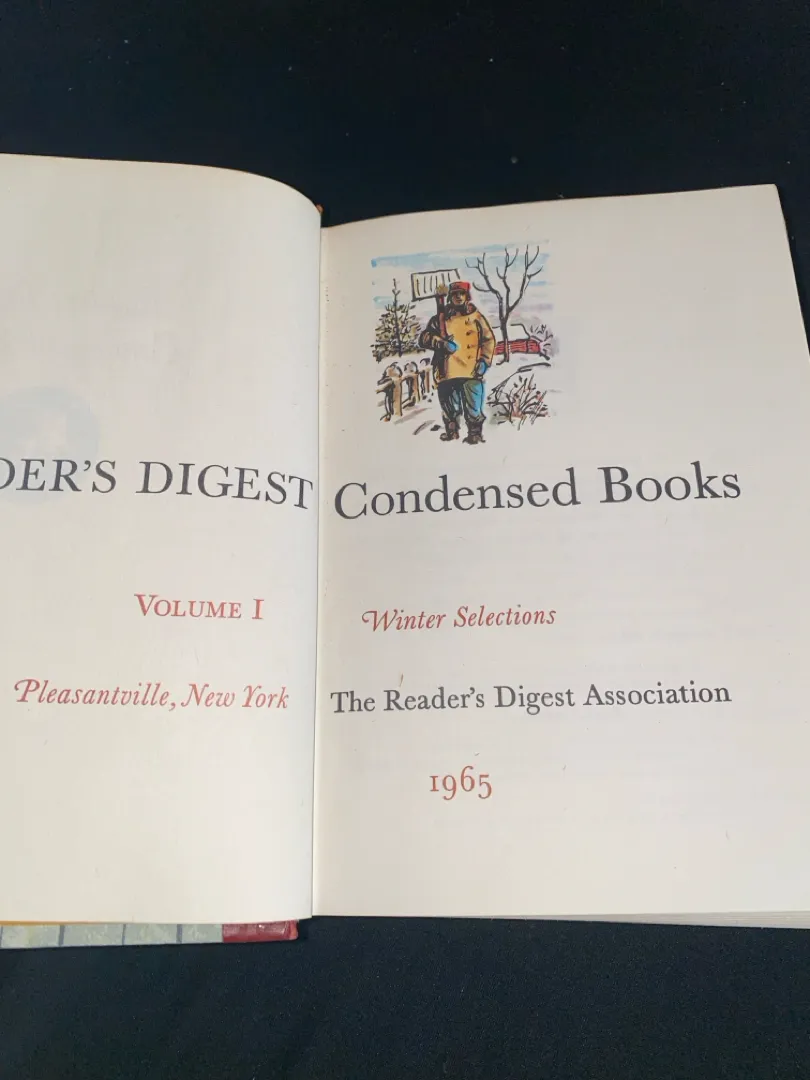 DER'S DIGEST Condensed Books
VOLUME I
Winter Selections
Pleasantville, New York
The Reader's Digest Association
1965